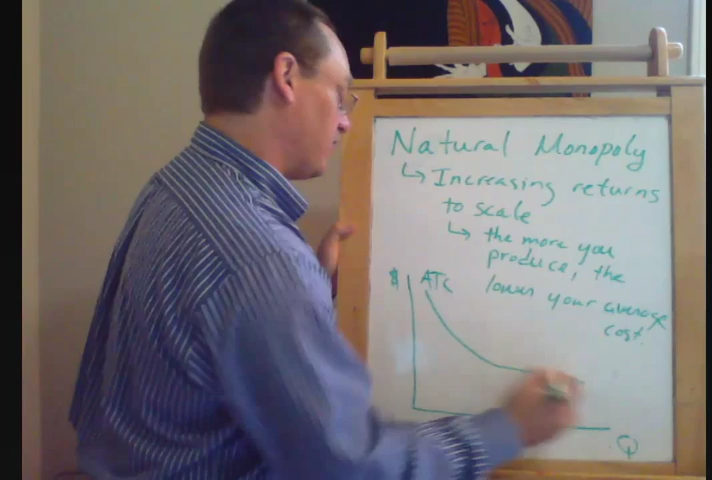 Natural Monopoly
↳ Increasing returns
to scale
↳ the more you
produce, the
lower your average
cost.
$ ATC
Q